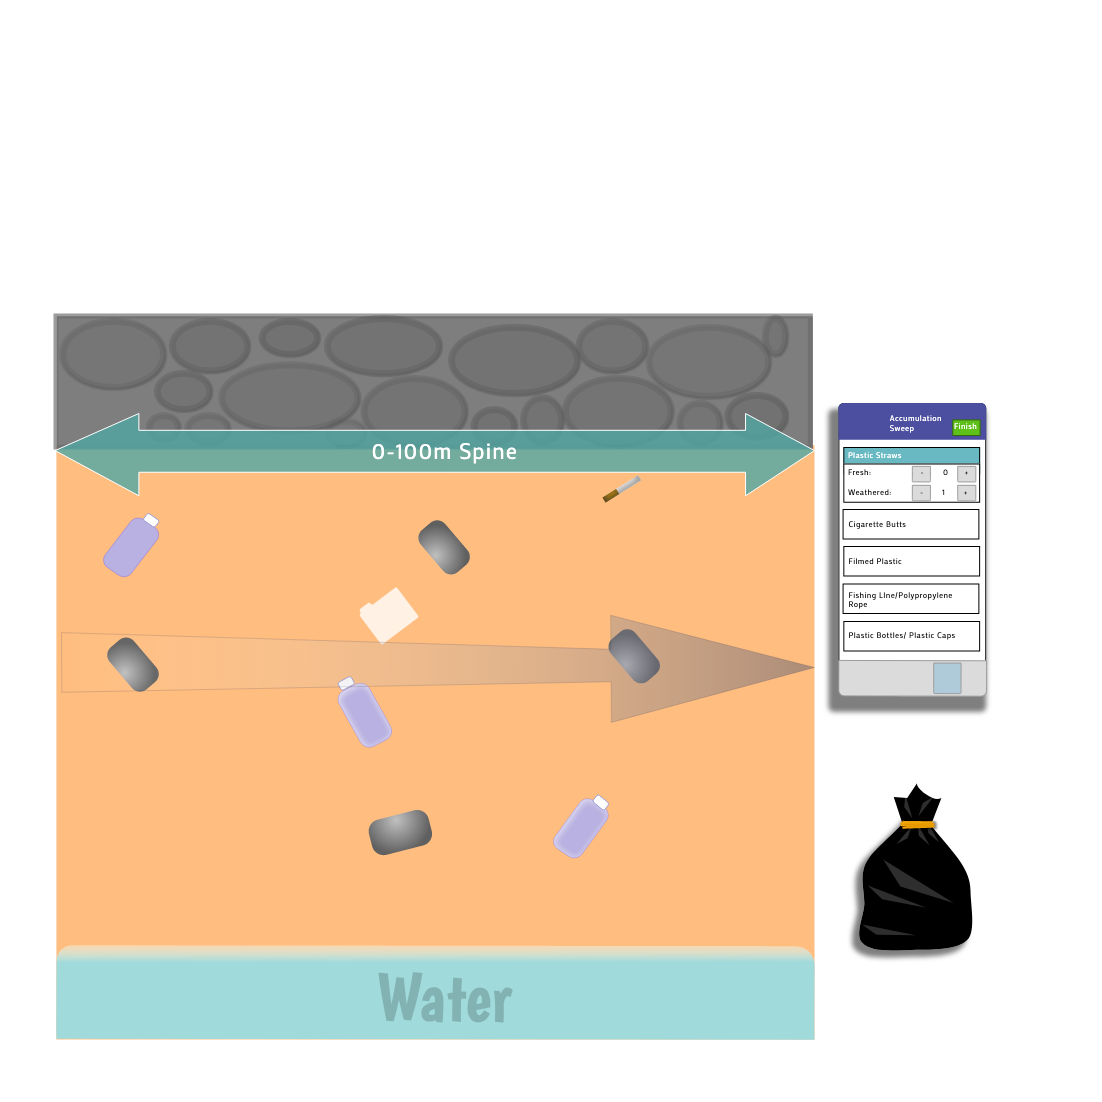 0-100m Spine
Accumulation
Sweep
Finish
Plastic Straws
Fresh:
- 0 +
Weathered:
- 1 +
Cigarette Butts
Filmed Plastic
Fishing LIne/Polypropylene
Rope
Plastic Bottles/ Plastic Caps
Water